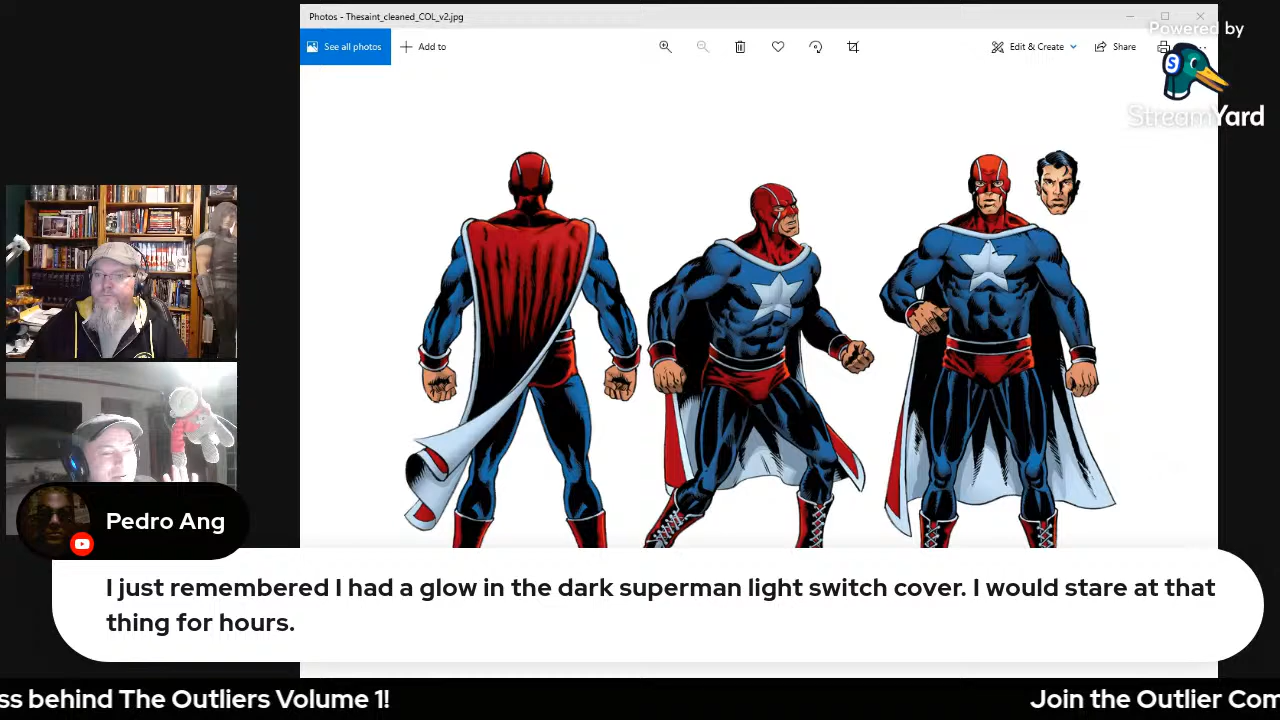 Photos - Thesaint_cleaned_COL_v2.jpg
See all photos
Add to
Edit & Create
Share
Powered by
S
StreamYard
Pedro Ang
I just remembered I had a glow in the dark superman light switch cover. I would stare at that
thing for hours.
ss behind The Outliers Volume 1!
Join the Outlier Com